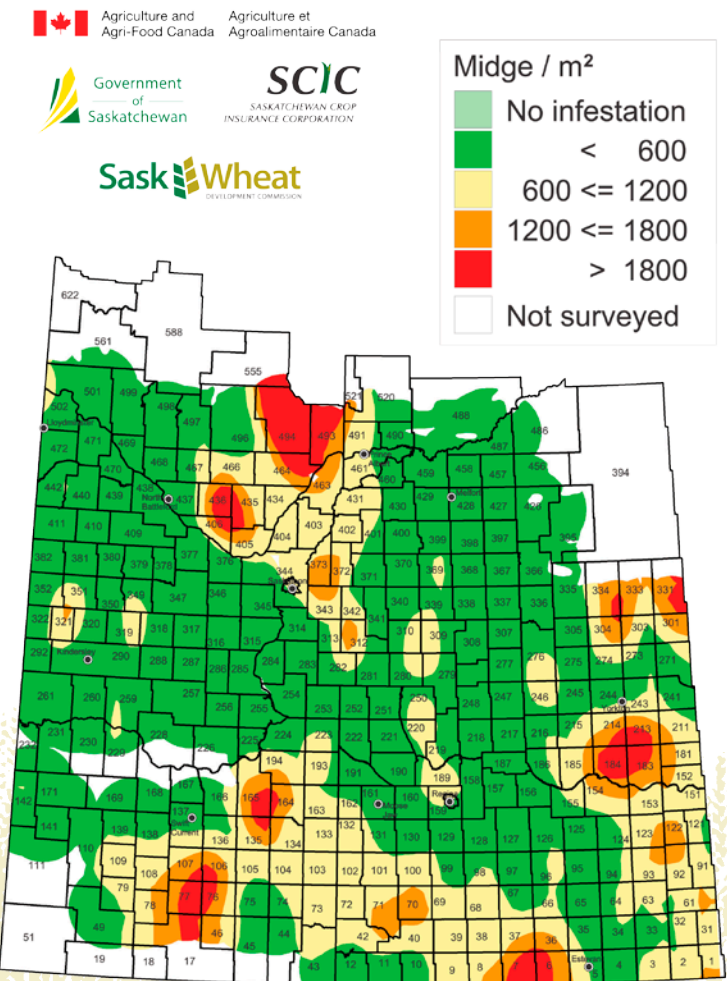 Agriculture and
Agri-Food Canada
Agriculture et
Agroalimentaire Canada
Government
of
Saskatchewan
SCIC
SASKATCHEWAN CROP
INSURANCE CORPORATION
Sask Wheat
DEVELOPMENT COMMISSION
Midge / m²
No infestation
< 600
600 <= 1200
1200 <= 1800
> 1800
Not surveyed
622
588
561
555
521 520
502 501 499 498 497 496 494 493 491 490 488 487 486
Lloydminster
472 471 469 468 467 466 464 463 461 460 459 458 457 456
470
394
Melfort
442 440 439 438 437 436 435 434 431 430 429 428 427 426
North
Battleford
411 410 409 406 405 404 403 402 401 400 399 398 397 395
382 381 380 379 378 377 376 373 372 371 370 369 368 367 366
344
352 351 350 349 347 346 345 343 342 341 340 339 338 337 336 335 334 333 331
322 321 320 319 318 317 316 315 314 313 312 310 309 308 307 305 304 303 301
292 290 288 287 286 285 284 283 282 281 280 279 277 276 275 274 273 271
Kindersley
261 260 259 257 256 255 254 253 252 251 250 248 247 246 245 244 243 241
231 230 229 228 226 225 224 223 222 221 220 219 218 217 216 215 214 213 211
194 193 191 190 189 187 186 185 184 183 181
142 171 169 168 167 166 165 164 163 162 161 160 159 158 157 156 155 154 153 152 151
Moose
Jaw
Regina
141 139 138 137 136 135 134 133 132 131 130 129 128 127 126 125 124 123 122 121
Current
111 110 109 108 107 106 105 104 103 102 101 100 99 98 97 96 95 94 93 92 91
79 78 77 76 75 74 73 72 71 70 69 68 67 66 65 64 63 61
51 49 46 45 44 43 42 40 39 38 37 36 35 34 33 32 31
19 18 17 12 11 10 9 8 7 6 5 4 3 2 1
Estevan